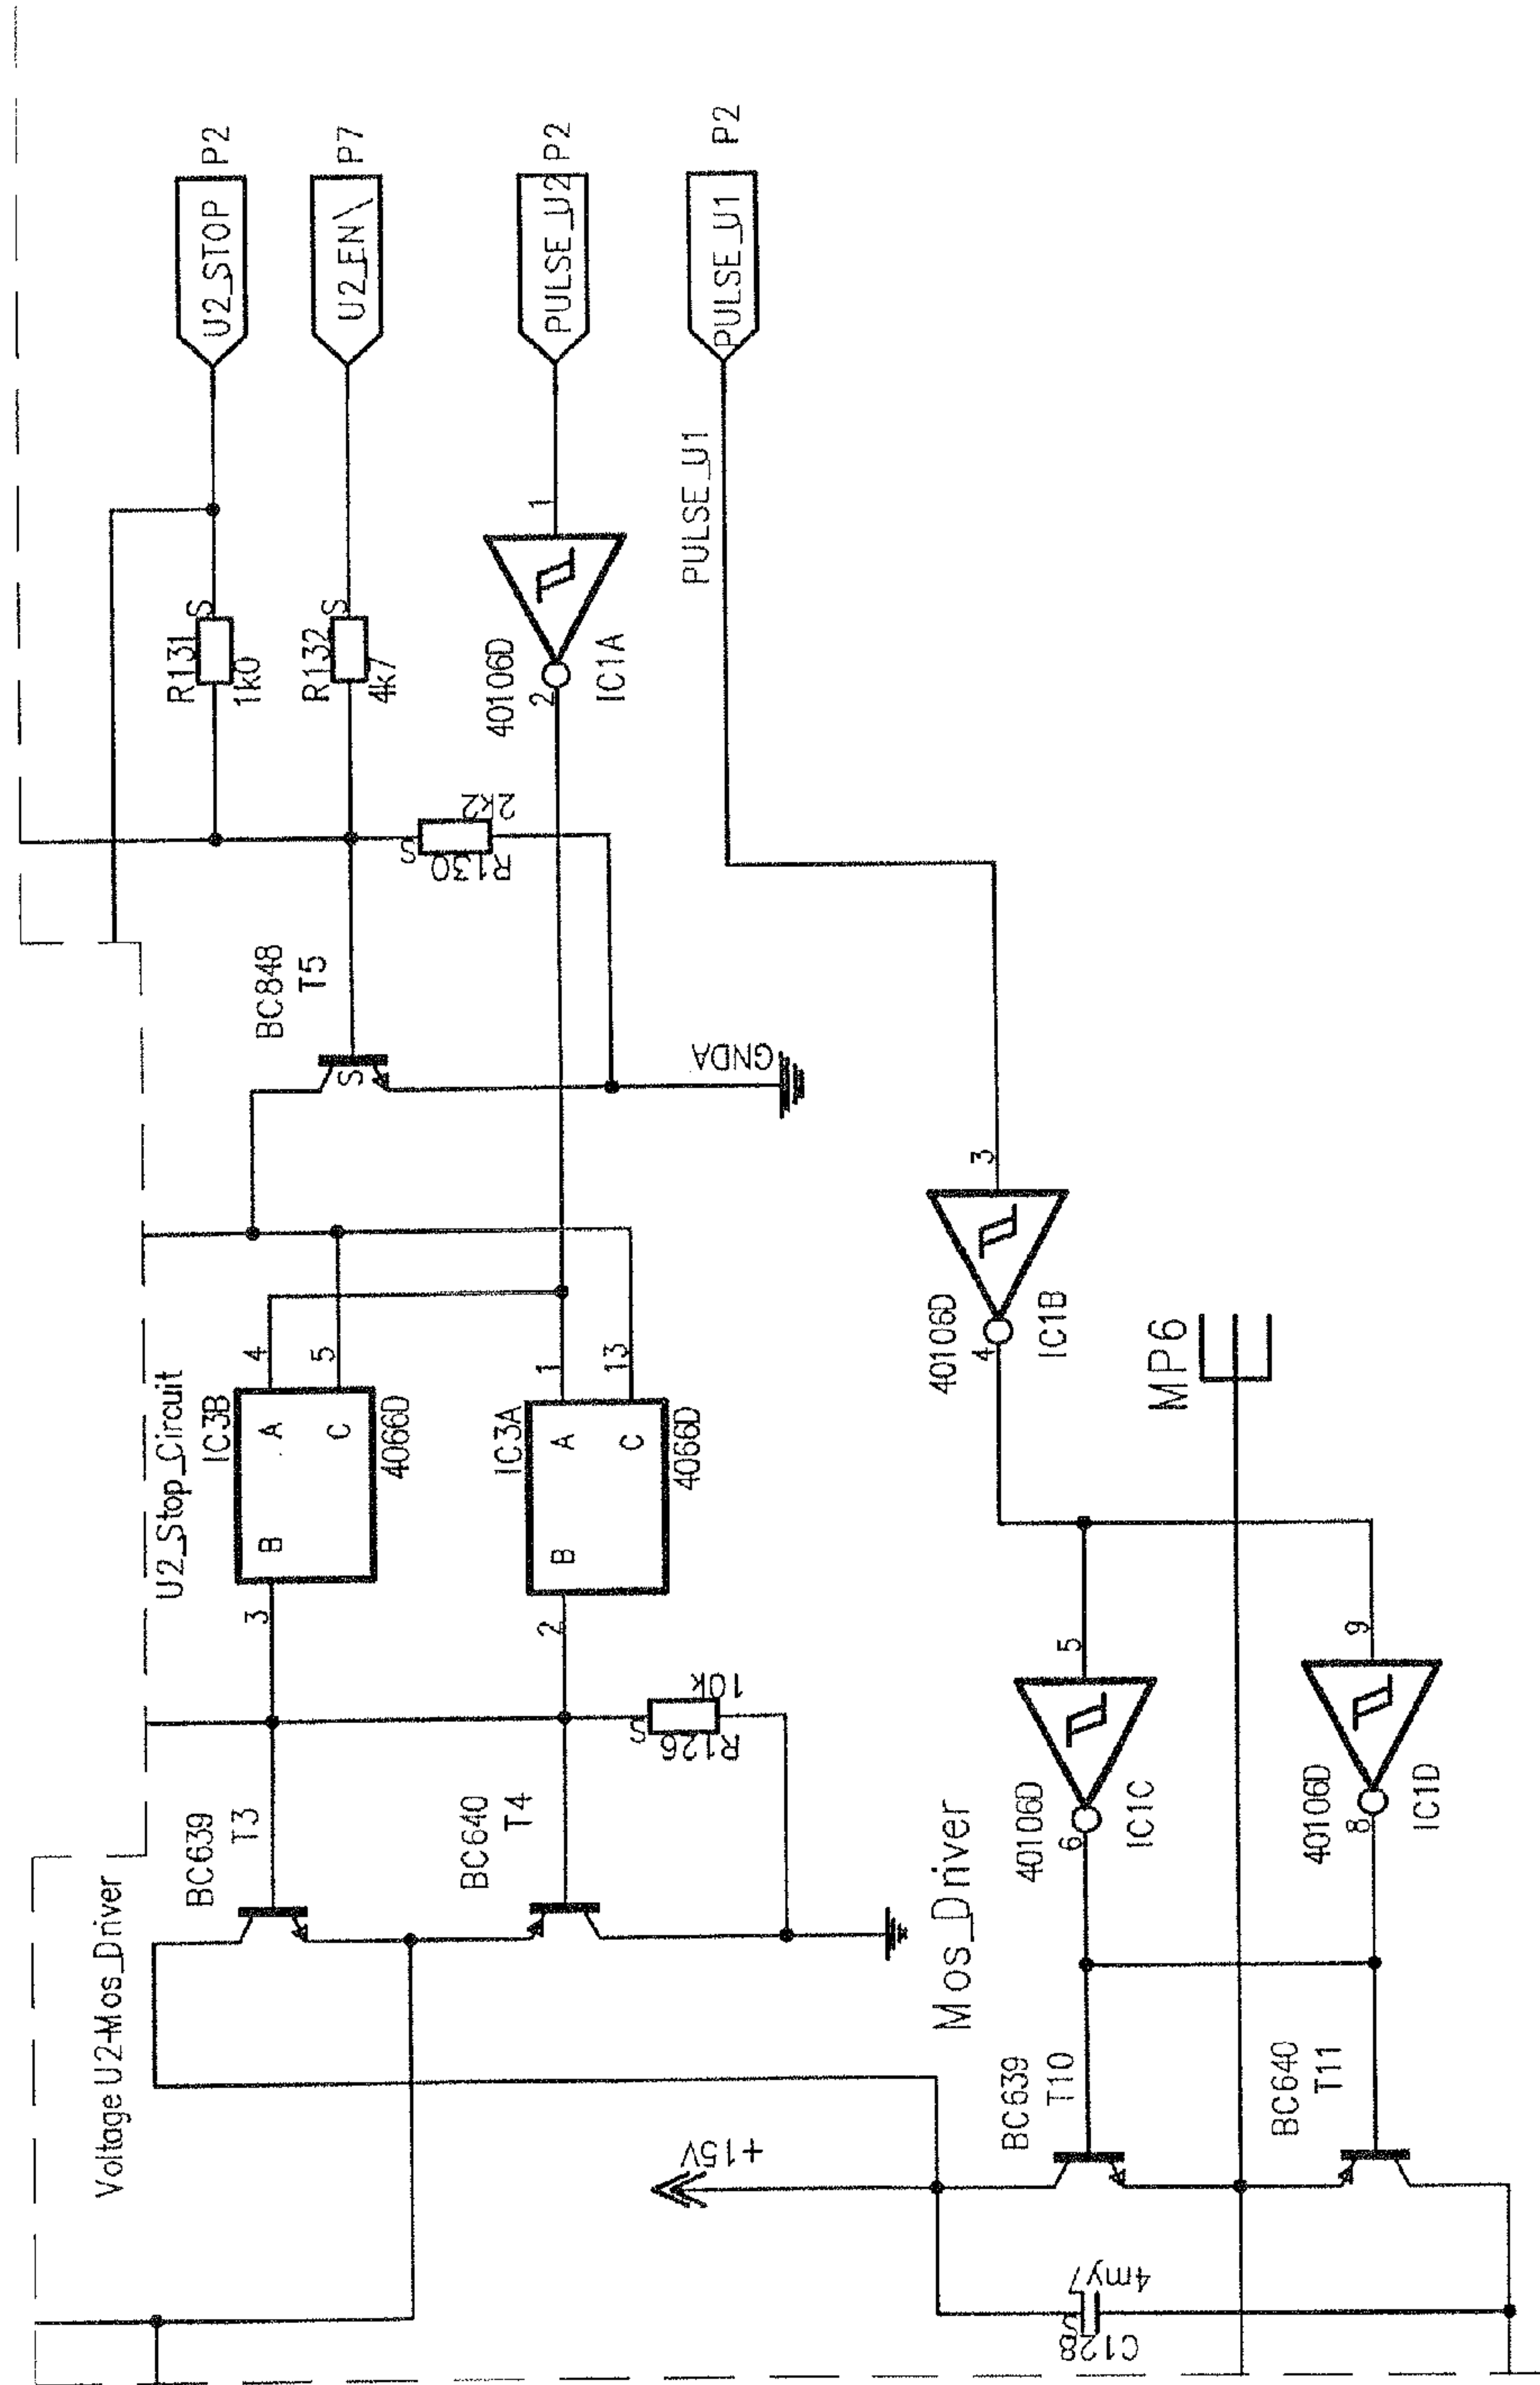 U2_STOP P2
U2_EN\ P7
PULSE_U2 P2
PULSE_U1 P2
PULSE_U1
R131
S
1k0
R132
S
4k7
40106D
1
2
IC1A
S
R130
2k2
BC848
T5
S
GNDA
U2_Stop_Circuit
IC3B
4
5
A
C
B
3
4066D
IC3A
1
13
A
C
B
2
4066D
S
R126
10k
BC639
T3
BC640
T4
Voltage U2-Mos_Driver
40106D
3
4
IC1B
MP6
40106D
5
6
IC1C
40106D
9
8
IC1D
Mos_Driver
BC639
T10
BC640
T11
+15V
S
C128
4my7